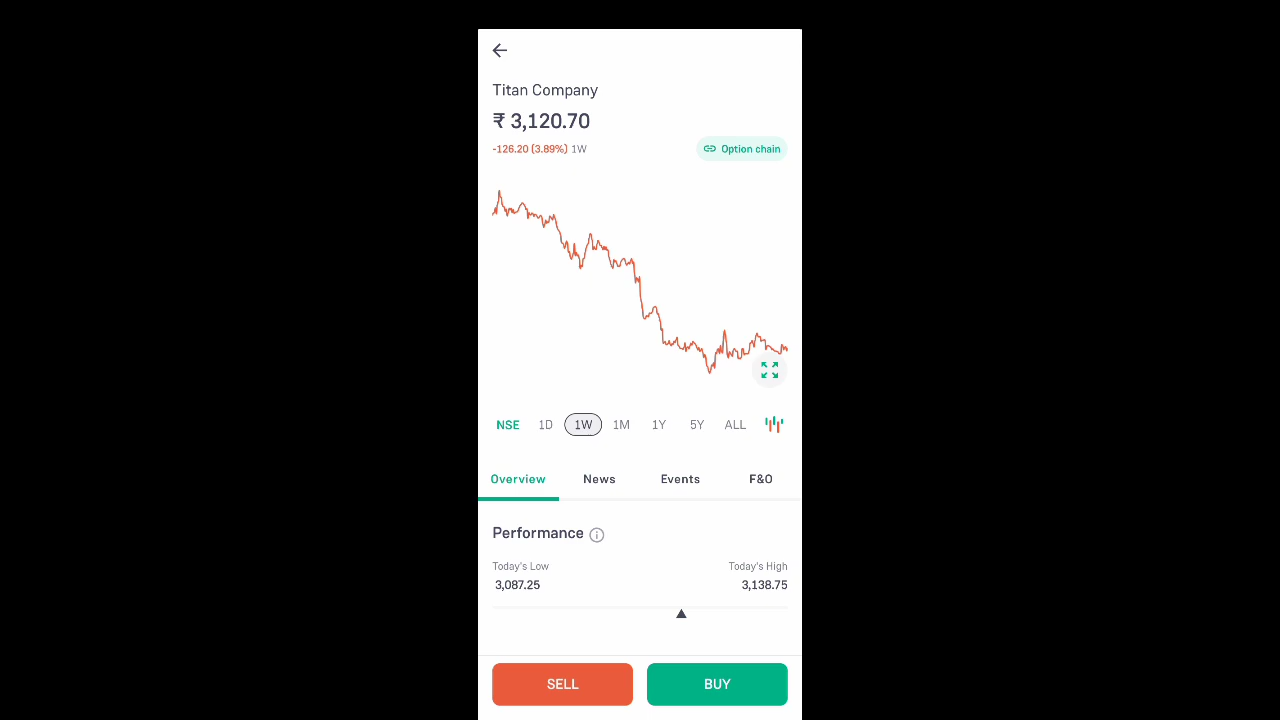 Titan Company
₹ 3,120.70
-126.20 (3.89%) 1W
Option chain
NSE 1D 1W 1M 1Y 5Y ALL
Overview News Events F&O
Performance
Today's Low Today's High
3,087.25 3,138.75
SELL BUY